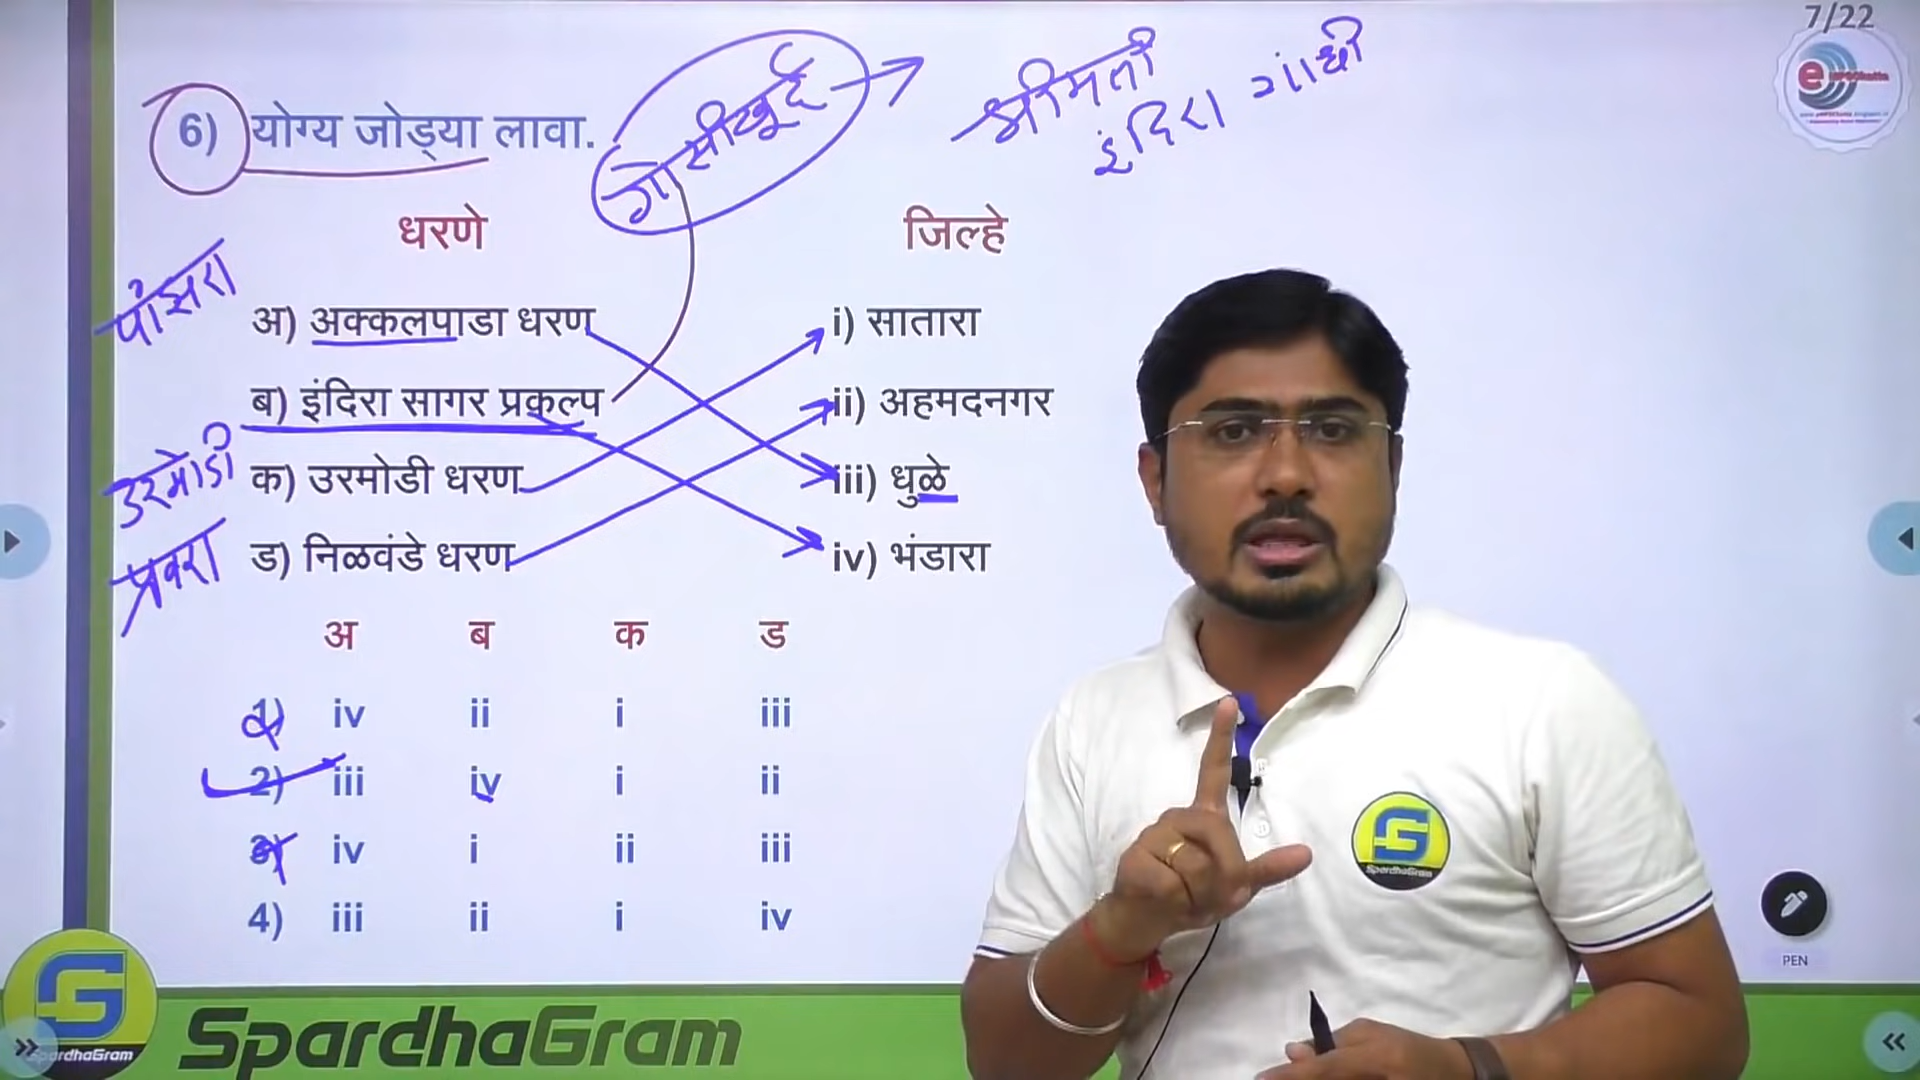 7/22
6) योग्य जोड्या लावा.
गोसीखुर्द
श्रीमती
इंदिरा गांधी
धरणे जिल्हे
पांझरा
अ) अक्कलपाडा धरण i) सातारा
ब) इंदिरा सागर प्रकल्प ii) अहमदनगर
उरमोडी
क) उरमोडी धरण iii) धुळे
प्रवरा
ड) निळवंडे धरण iv) भंडारा
अ ब क ड
1) iv ii i iii
2) iii iv i ii
3) iv i ii iii
4) iii ii i iv
SpardhaGram
PEN
SpardhaGram
SpardhaGram